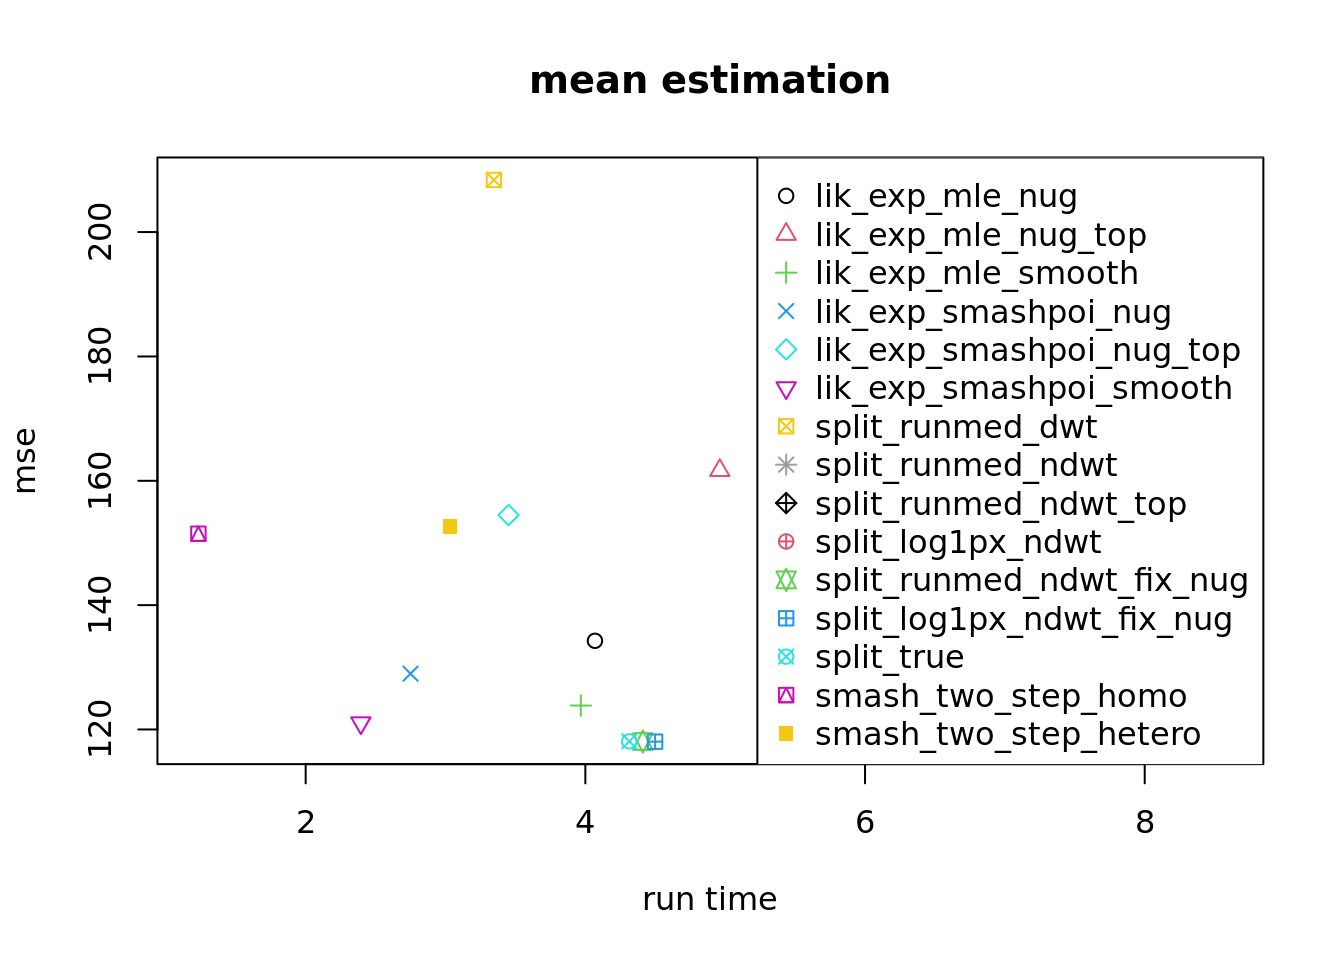 mean estimation
mse
200
180
160
140
120
2
4
6
8
run time
lik_exp_mle_nug
lik_exp_mle_nug_top
lik_exp_mle_smooth
lik_exp_smashpoi_nug
lik_exp_smashpoi_nug_top
lik_exp_smashpoi_smooth
split_runmed_dwt
split_runmed_ndwt
split_runmed_ndwt_top
split_log1px_ndwt
split_runmed_ndwt_fix_nug
split_log1px_ndwt_fix_nug
split_true
smash_two_step_homo
smash_two_step_hetero